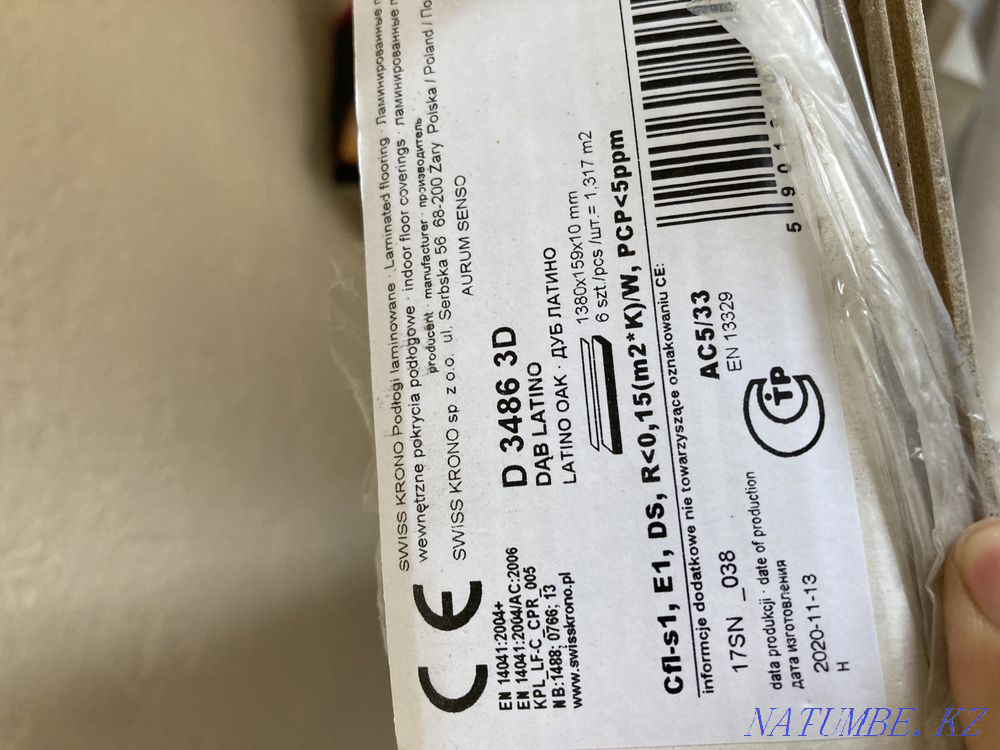 SWISS KRONO Podłogi laminowane · Laminated flooring · Ламинированные
wewnętrzne pokrycia podłogowe · indoor floor coverings · ламинированные
producent · manufacturer · производитель
SWISS KRONO sp. z o.o. ul. Serbska 56 68-200 Żary Polska / Poland /
AURUM SENSO
CE
EN 14041:2004+
EN 14041:2004/AC:2006
KPL_LF-C_CPR_005
NB:1488; 0766; 13
www.swisskrono.pl
D 3486 3D
DĄB LATINO
LATINO OAK · ДУБ ЛАТИНО
1380x159x10 mm
6 szt./pcs /шт.= 1,317 m2
Cfl-s1, E1, DS, R<0,15(m2*K)/W, PCP<5ppm
informcje dodatkowe nie towarzyszące oznakowaniu CE:
AC5/33
EN 13329
17SN _038
data produkcji · date of production
дата изготовления
2020-11-13
H
СТР
5 901
NATUMBE.KZ